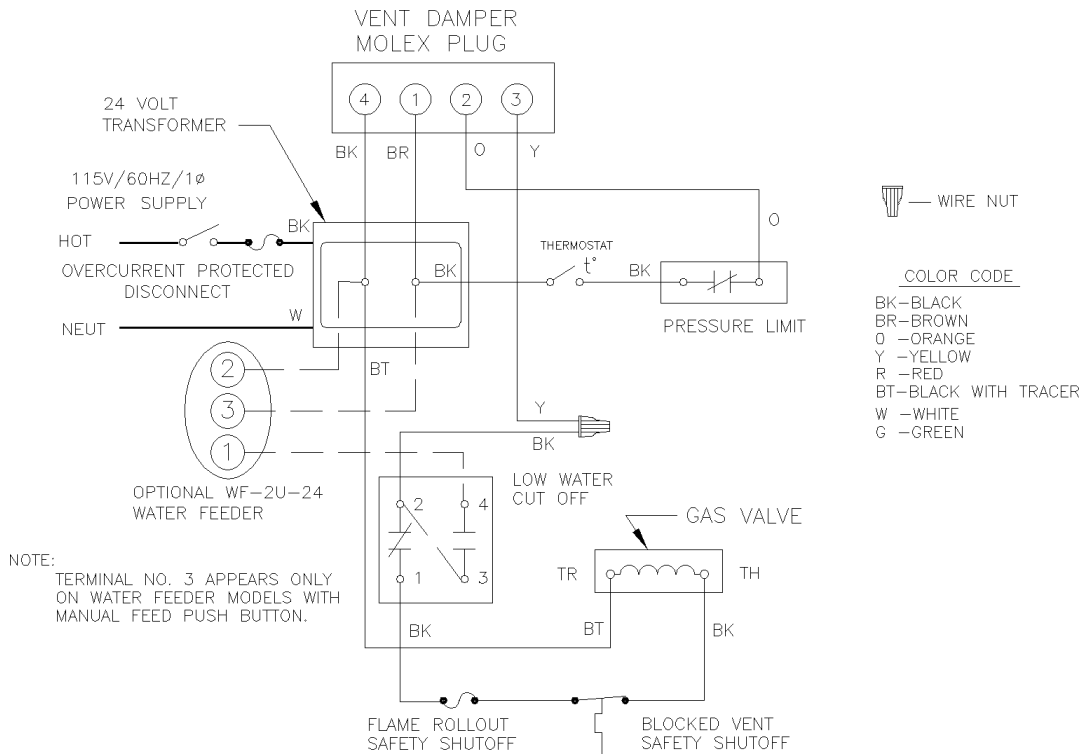 VENT DAMPER
MOLEX PLUG
4 1 2 3
24 VOLT
TRANSFORMER
BK BR O Y
115V/60HZ/1ø
POWER SUPPLY
BK
HOT
OVERCURRENT PROTECTED
DISCONNECT
W
NEUT
BK
THERMOSTAT
t°
BK
O
PRESSURE LIMIT
WIRE NUT
COLOR CODE
BK-BLACK
BR-BROWN
O -ORANGE
Y -YELLOW
R -RED
BT-BLACK WITH TRACER
W -WHITE
G -GREEN
BT
2
3
1
OPTIONAL WF-2U-24
WATER FEEDER
Y
BK
LOW WATER
CUT OFF
2 4
1 3
NOTE:
TERMINAL NO. 3 APPEARS ONLY
ON WATER FEEDER MODELS WITH
MANUAL FEED PUSH BUTTON.
GAS VALVE
TR TH
BK
BT BK
FLAME ROLLOUT
SAFETY SHUTOFF
BLOCKED VENT
SAFETY SHUTOFF